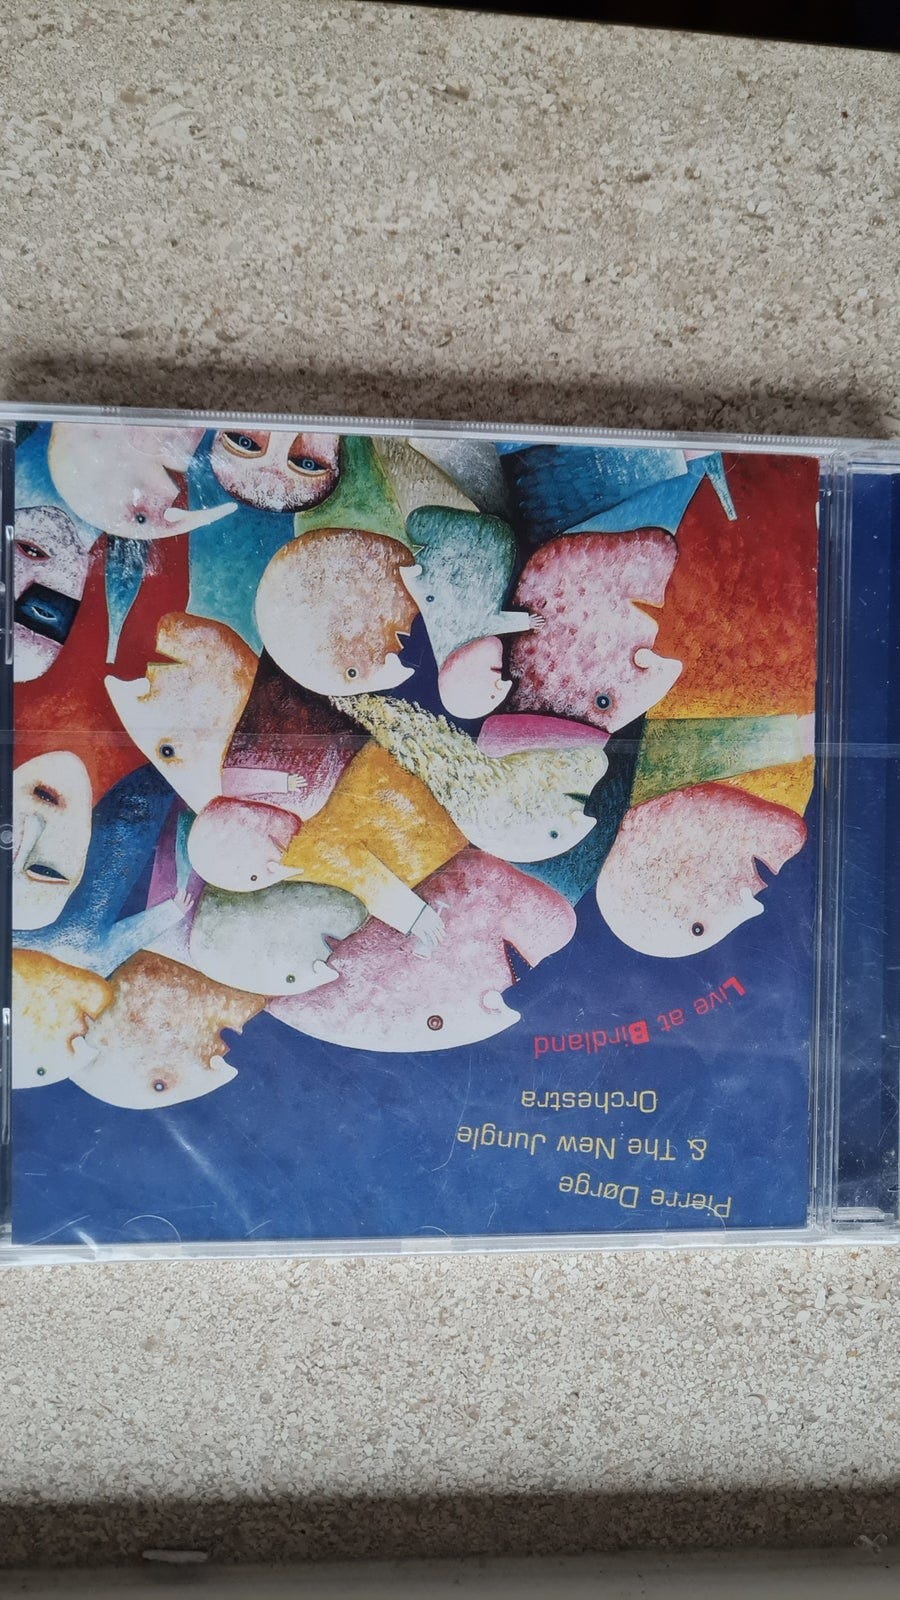 Pierre Dørge
& The New Jungle
Orchestra
Live at Birdland